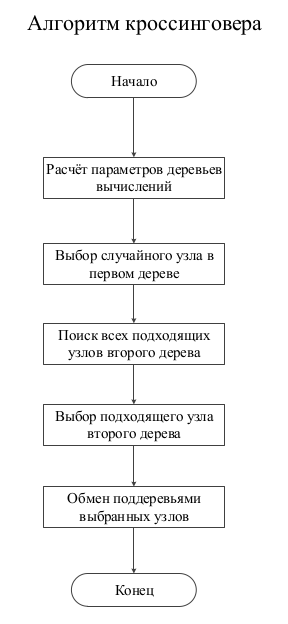 Алгоритм кроссинговера
Начало
Расчёт параметров деревьев
вычислений
Выбор случайного узла в
первом дереве
Поиск всех подходящих
узлов второго дерева
Выбор подходящего узла
второго дерева
Обмен поддеревьями
выбранных узлов
Конец